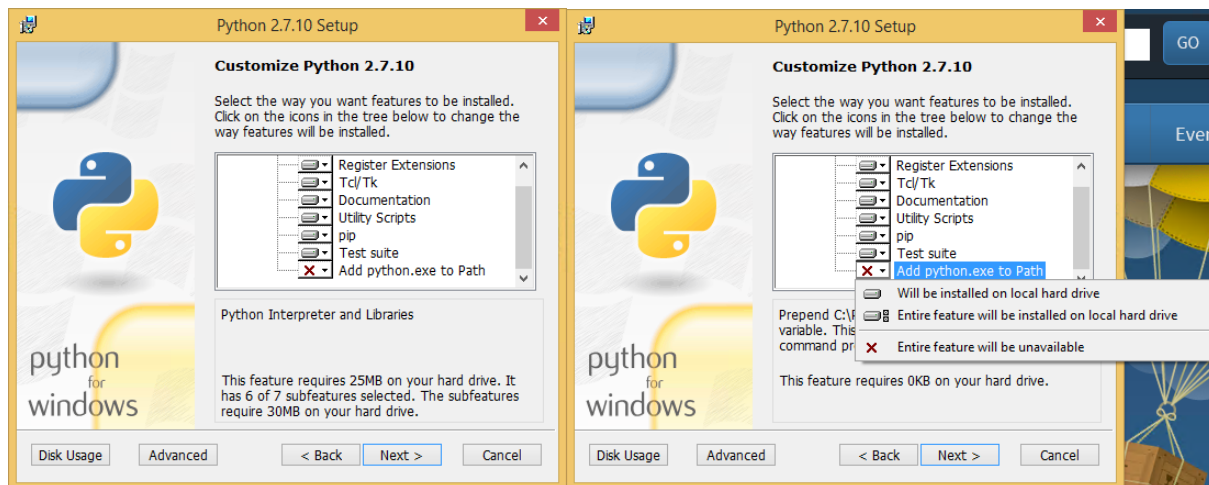 Python 2.7.10 Setup
Customize Python 2.7.10
Select the way you want features to be installed.
Click on the icons in the tree below to change the
way features will be installed.
Register Extensions
Tcl/Tk
Documentation
Utility Scripts
pip
Test suite
Add python.exe to Path
Python Interpreter and Libraries
This feature requires 25MB on your hard drive. It
has 6 of 7 subfeatures selected. The subfeatures
require 30MB on your hard drive.
python
for
windows
Disk Usage
Advanced
< Back
Next >
Cancel
Python 2.7.10 Setup
Customize Python 2.7.10
Select the way you want features to be installed.
Click on the icons in the tree below to change the
way features will be installed.
Register Extensions
Tcl/Tk
Documentation
Utility Scripts
pip
Test suite
Add python.exe to Path
Will be installed on local hard drive
Entire feature will be installed on local hard drive
Entire feature will be unavailable
Prepend C:\
variable. This
command
This feature requires 0KB on your hard drive.
python
for
windows
Disk Usage
Advanced
< Back
Next >
Cancel
GO